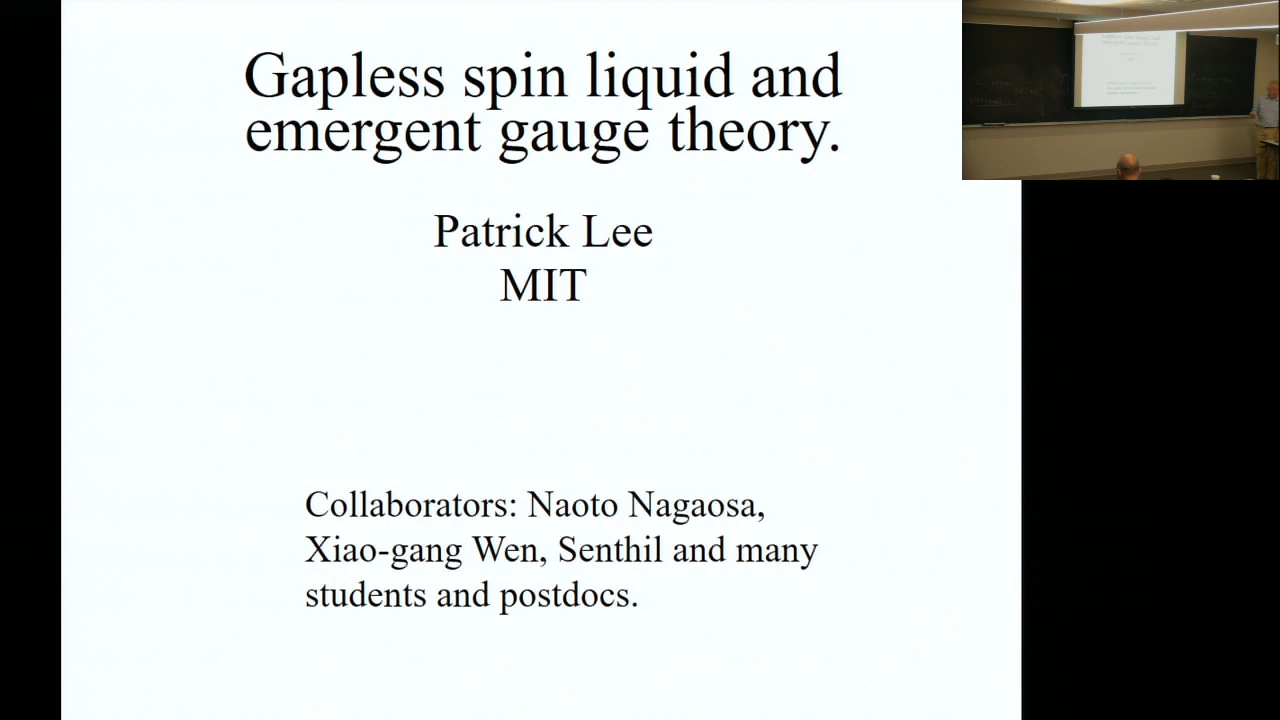 Gapless spin liquid and
emergent gauge theory.
Patrick Lee
MIT
Collaborators: Naoto Nagaosa,
Xiao-gang Wen, Senthil and many
students and postdocs.